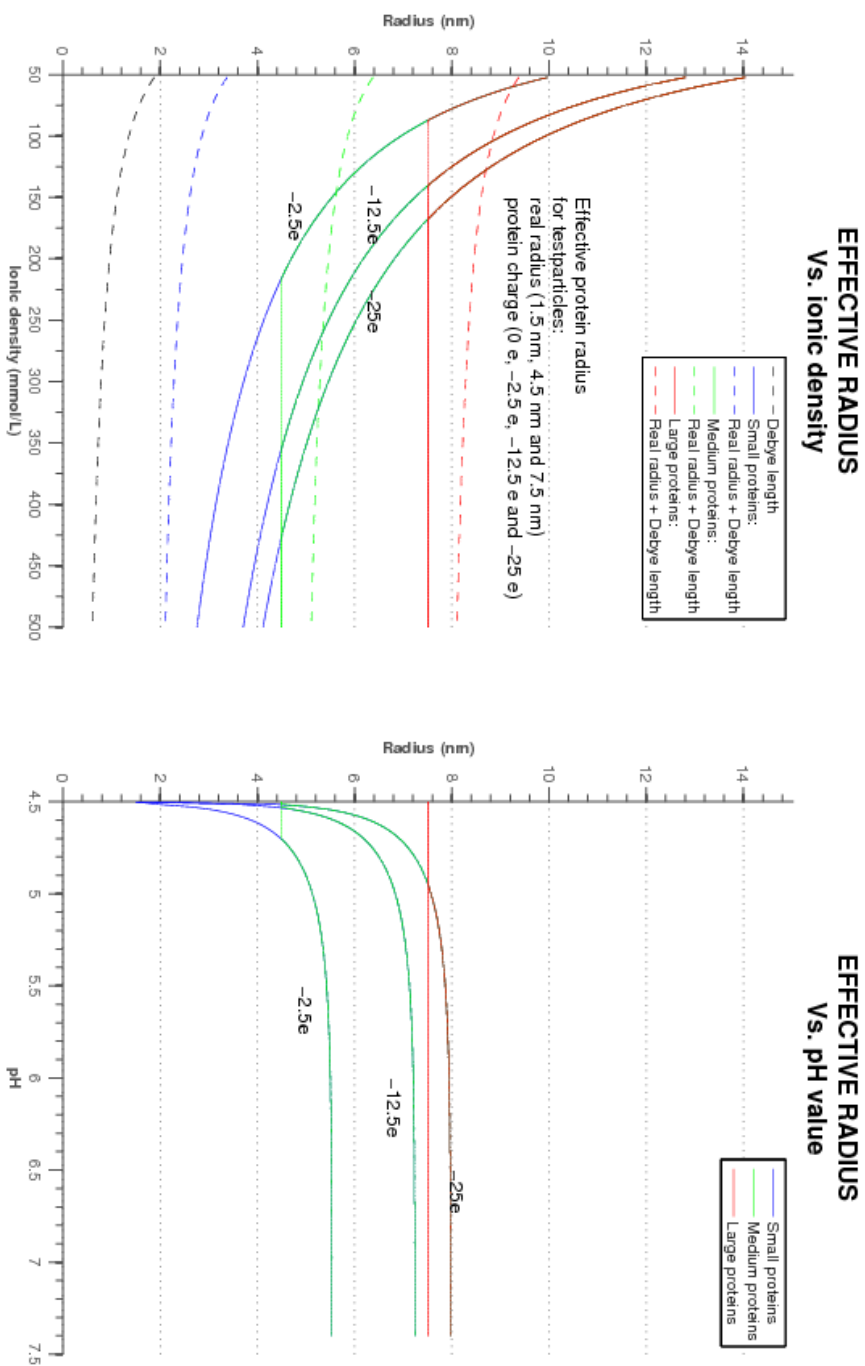 EFFECTIVE RADIUS
Vs. ionic density
Debye length
Small proteins:
Real radius + Debye length
Medium proteins:
Real radius + Debye length
Large proteins:
Real radius + Debye length
Effective protein radius
for testparticles:
real radius (1.5 nm, 4.5 nm and 7.5 nm)
protein charge (0 e, −2.5 e, −12.5 e and −25 e)
−25e
−12.5e
−2.5e
Radius (nm)
14
12
10
8
6
4
2
0
50 100 150 200 250 300 350 400 450 500
Ionic density (mmol/L)
EFFECTIVE RADIUS
Vs. pH value
Small proteins
Medium proteins
Large proteins
−25e
−12.5e
−2.5e
Radius (nm)
14
12
10
8
6
4
2
0
4.5 5 5.5 6 6.5 7 7.5
pH